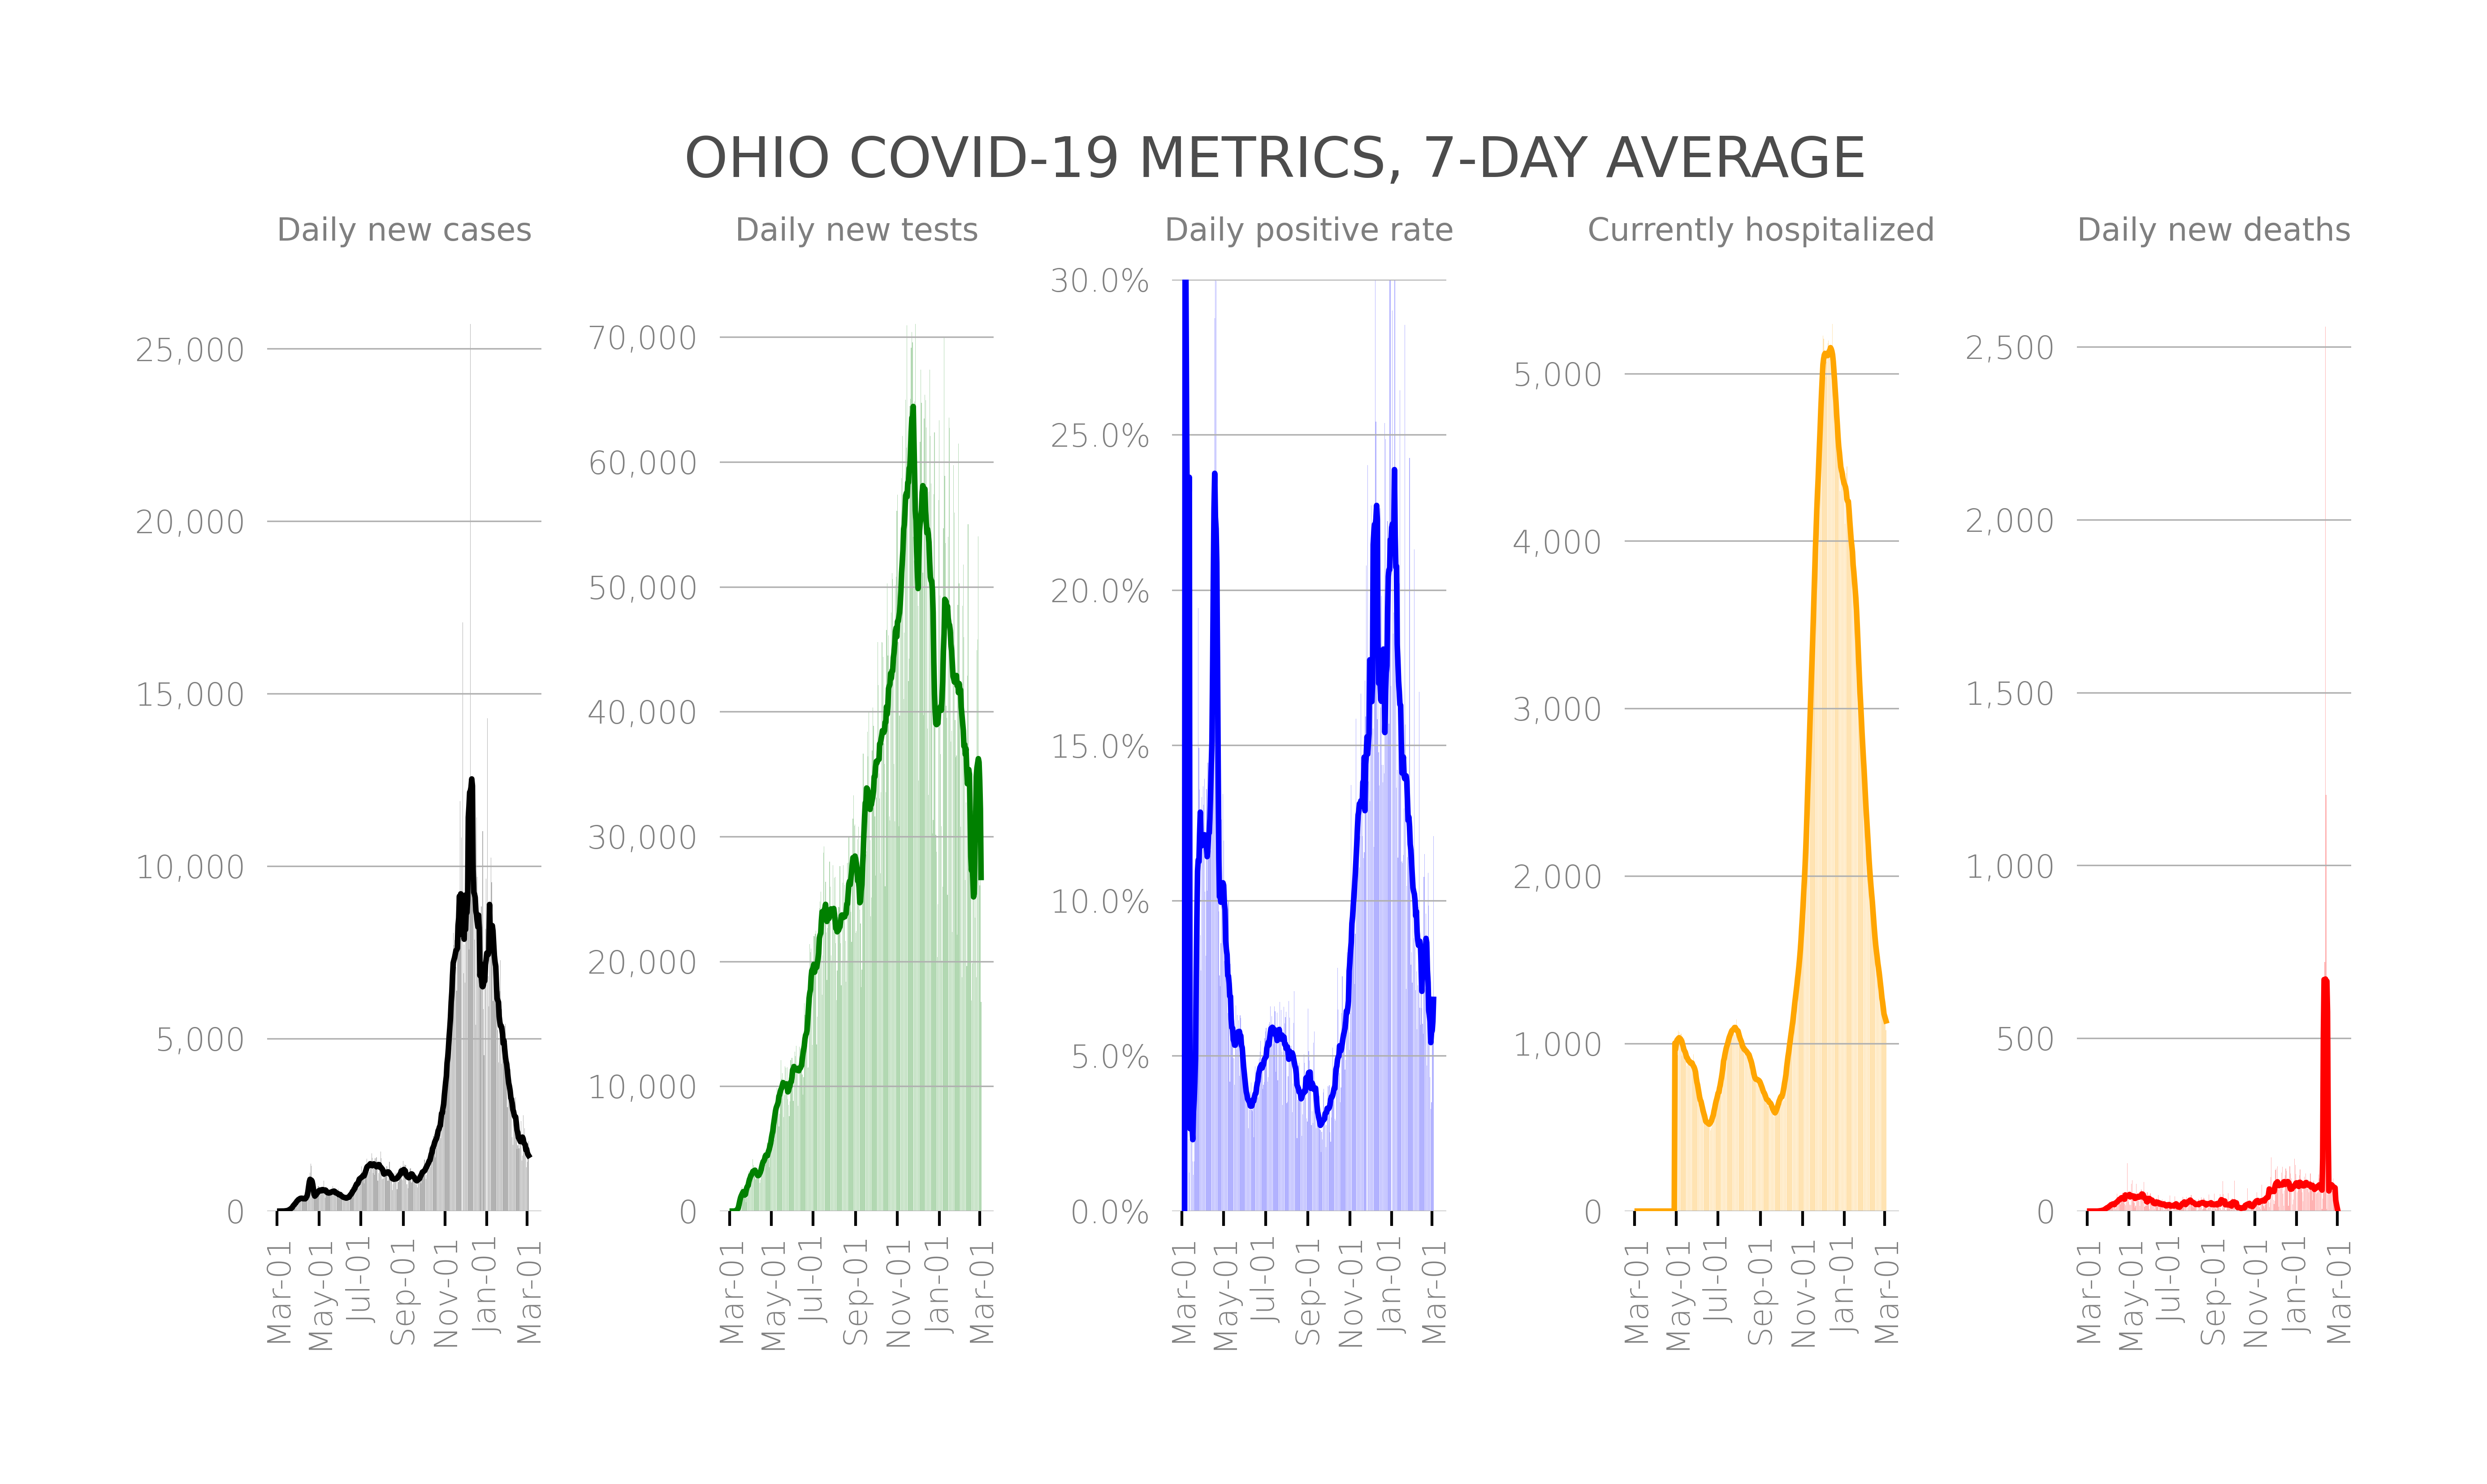 OHIO COVID-19 METRICS, 7-DAY AVERAGE
Daily new cases
25,000
20,000
15,000
10,000
5,000
0
Mar-01
May-01
Jul-01
Sep-01
Nov-01
Jan-01
Mar-01
Daily new tests
70,000
60,000
50,000
40,000
30,000
20,000
10,000
0
Mar-01
May-01
Jul-01
Sep-01
Nov-01
Jan-01
Mar-01
Daily positive rate
30.0%
25.0%
20.0%
15.0%
10.0%
5.0%
0.0%
Mar-01
May-01
Jul-01
Sep-01
Nov-01
Jan-01
Mar-01
Currently hospitalized
5,000
4,000
3,000
2,000
1,000
0
Mar-01
May-01
Jul-01
Sep-01
Nov-01
Jan-01
Mar-01
Daily new deaths
2,500
2,000
1,500
1,000
500
0
Mar-01
May-01
Jul-01
Sep-01
Nov-01
Jan-01
Mar-01